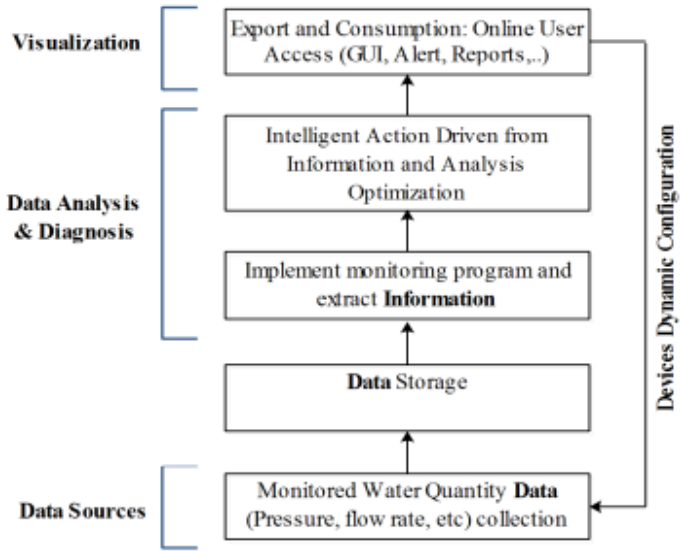 Visualization
Export and Consumption: Online User
Access (GUI, Alert, Reports,..)
Intelligent Action Driven from
Information and Analysis
Optimization
Data Analysis
& Diagnosis
Implement monitoring program and
extract Information
Data Storage
Data Sources
Monitored Water Quantity Data
(Pressure, flow rate, etc) collection
Devices Dynamic Configuration